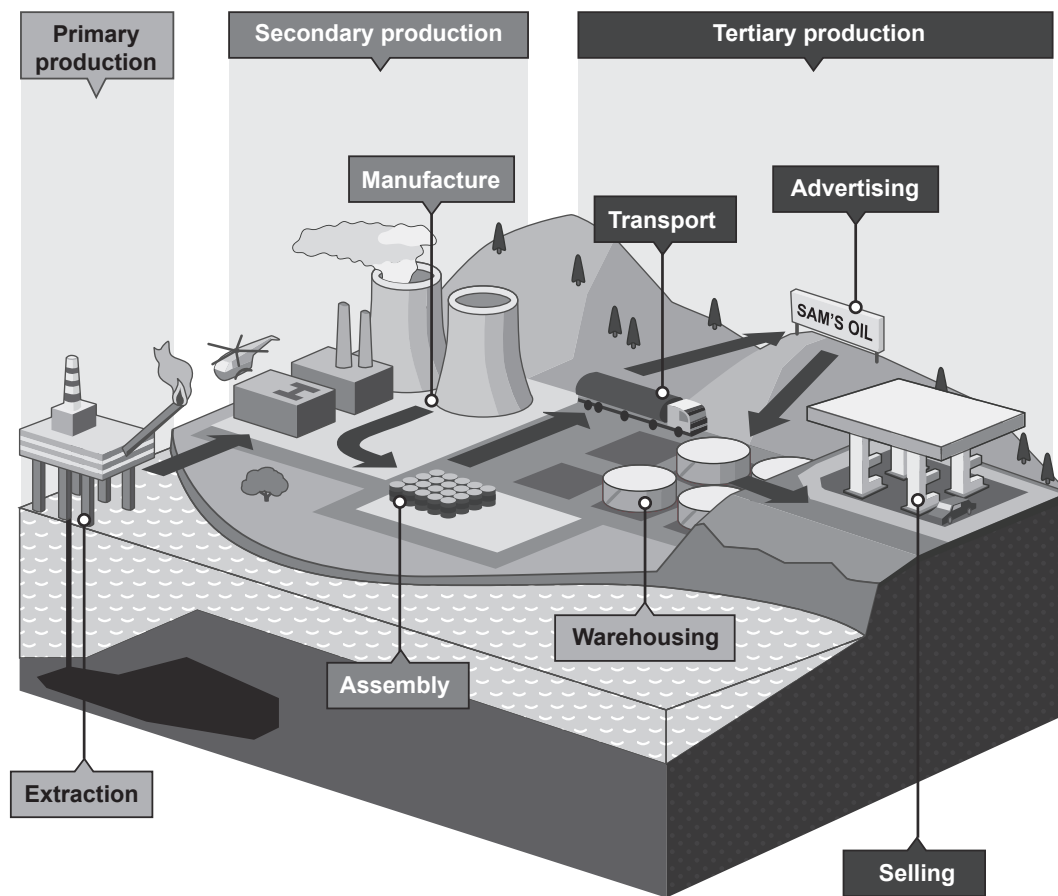 Primary
production
Secondary production
Tertiary production
Manufacture
Advertising
Transport
SAM'S OIL
H
Warehousing
Assembly
Extraction
Selling